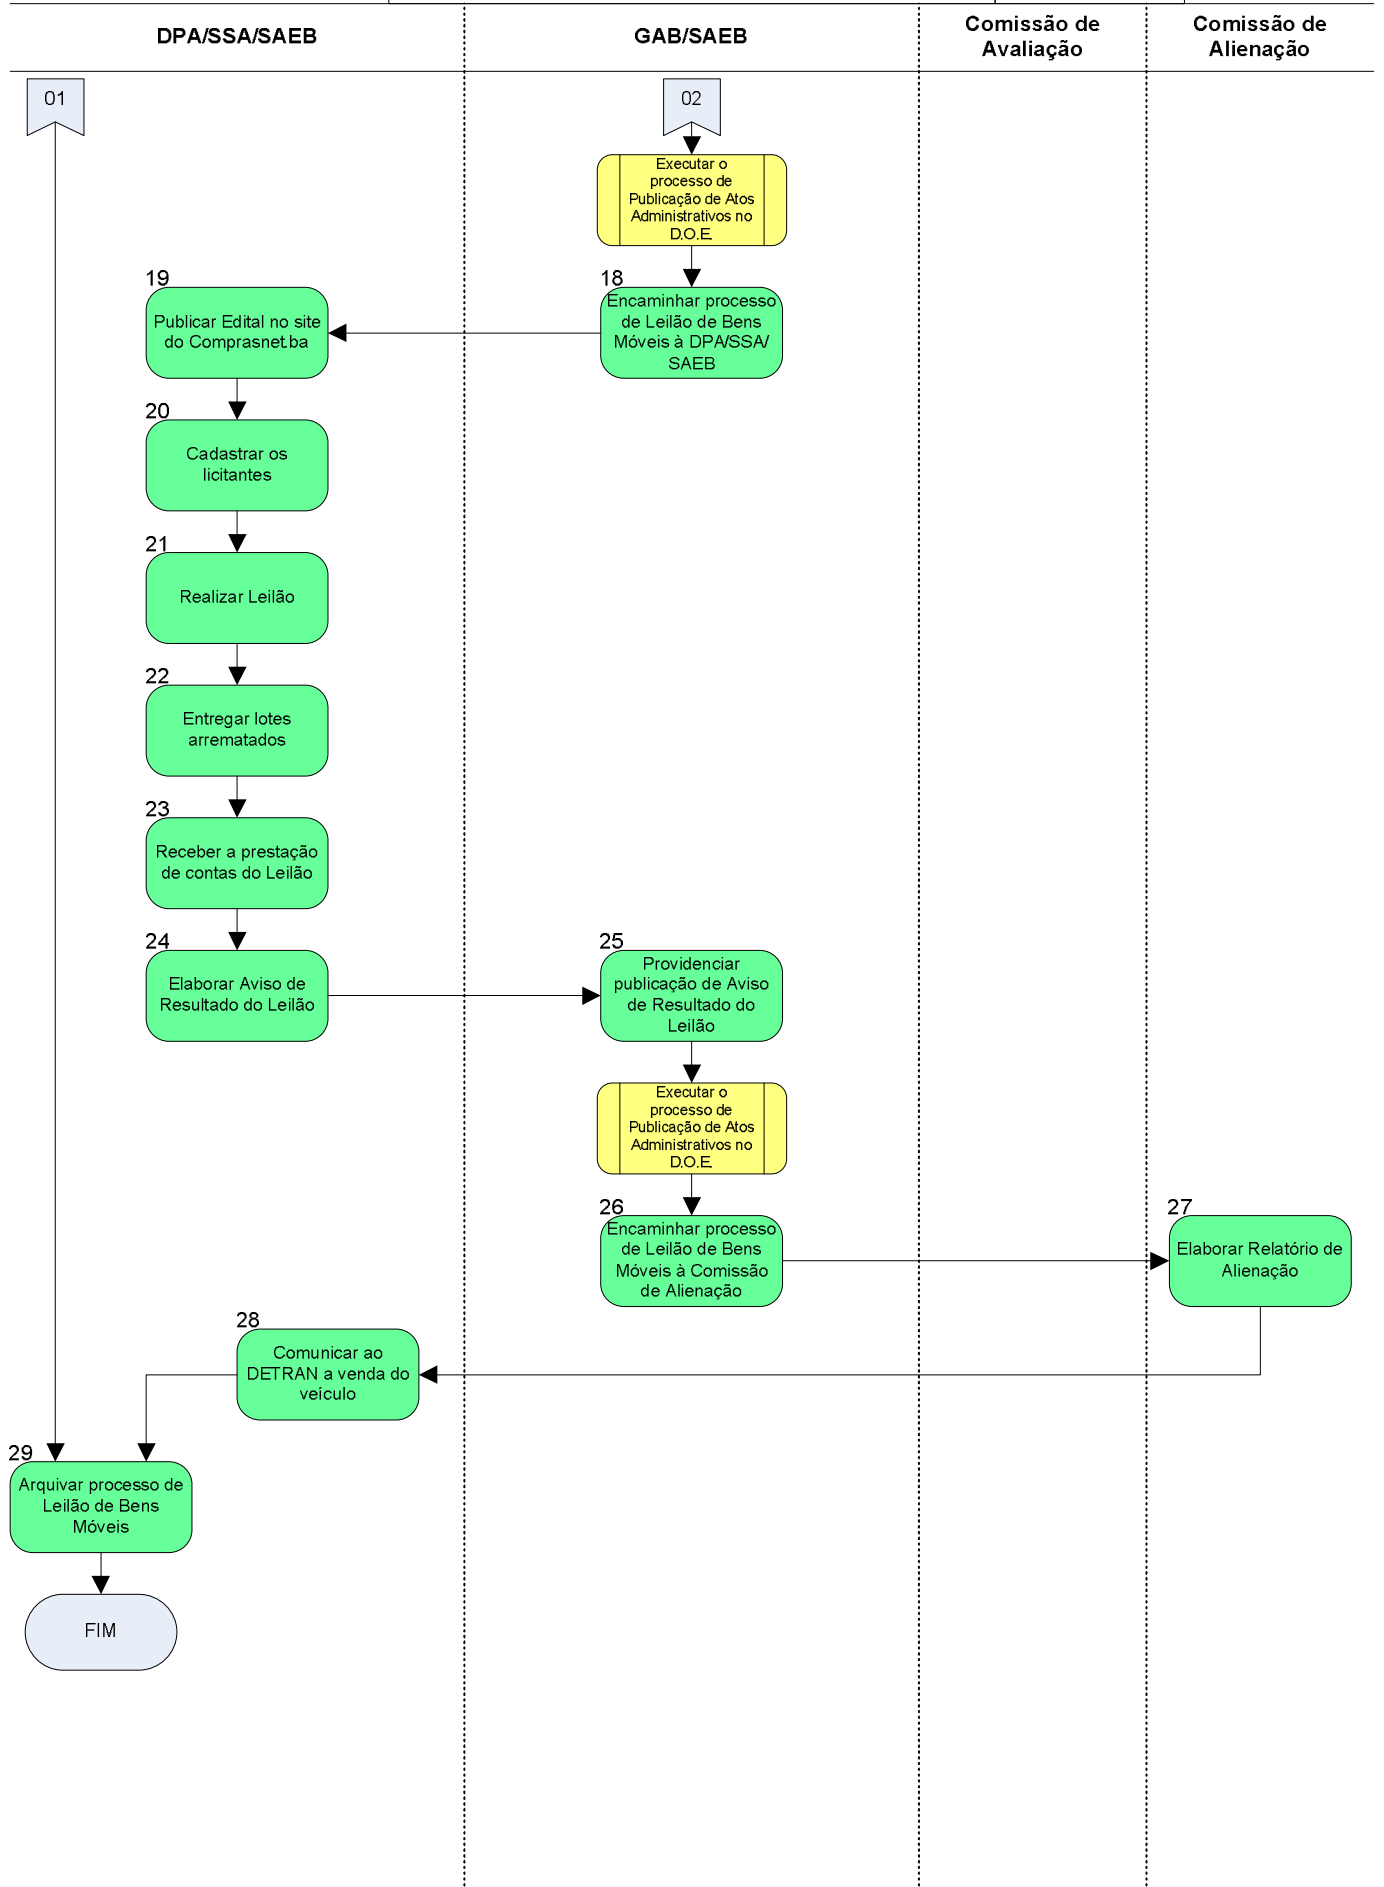 DPA/SSA/SAEB
GAB/SAEB
Comissão de
Avaliação
Comissão de
Alienação
01
02
Executar o
processo de
Publicação de Atos
Administrativos no
D.O.E.
18
Encaminhar processo
de Leilão de Bens
Móveis à DPA/SSA/
SAEB
19
Publicar Edital no site
do Comprasnet.ba
20
Cadastrar os
licitantes
21
Realizar Leilão
22
Entregar lotes
arrematados
23
Receber a prestação
de contas do Leilão
24
Elaborar Aviso de
Resultado do Leilão
25
Providenciar
publicação de Aviso
de Resultado do
Leilão
Executar o
processo de
Publicação de Atos
Administrativos no
D.O.E.
26
Encaminhar processo
de Leilão de Bens
Móveis à Comissão
de Alienação
27
Elaborar Relatório de
Alienação
28
Comunicar ao
DETRAN a venda do
veículo
29
Arquivar processo de
Leilão de Bens
Móveis
FIM